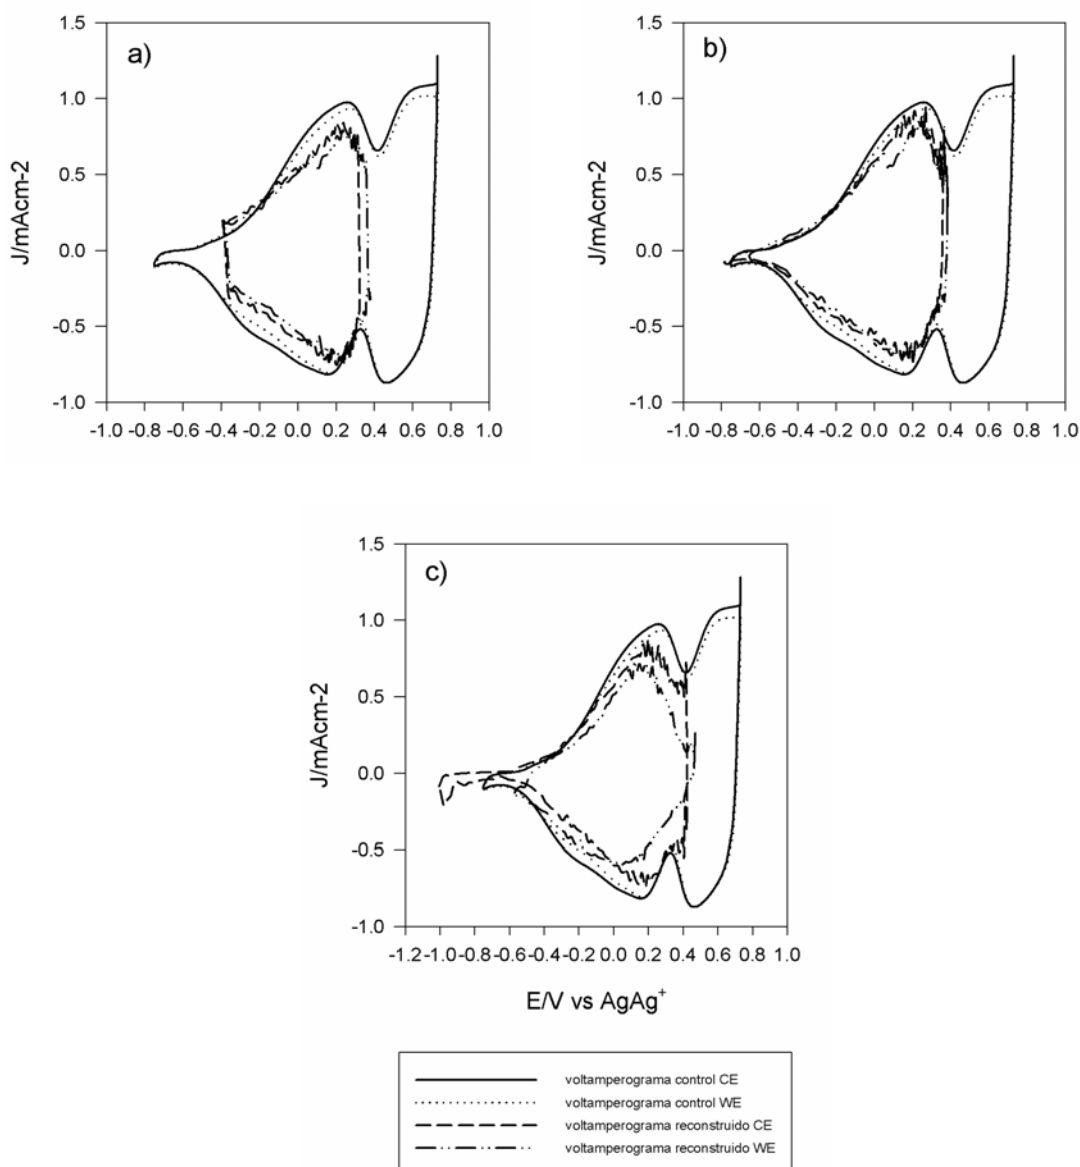 a)
1.5
1.0
0.5
0.0
-0.5
-1.0
J/mAcm-2
-1.0 -0.8 -0.6 -0.4 -0.2 0.0 0.2 0.4 0.6 0.8 1.0
b)
1.5
1.0
0.5
0.0
-0.5
-1.0
J/mAcm-2
-1.0 -0.8 -0.6 -0.4 -0.2 0.0 0.2 0.4 0.6 0.8 1.0
c)
1.5
1.0
0.5
0.0
-0.5
-1.0
J/mAcm-2
-1.2 -1.0 -0.8 -0.6 -0.4 -0.2 0.0 0.2 0.4 0.6 0.8 1.0
E/V vs AgAg⁺
voltamperograma control CE
voltamperograma control WE
voltamperograma reconstruido CE
voltamperograma reconstruido WE